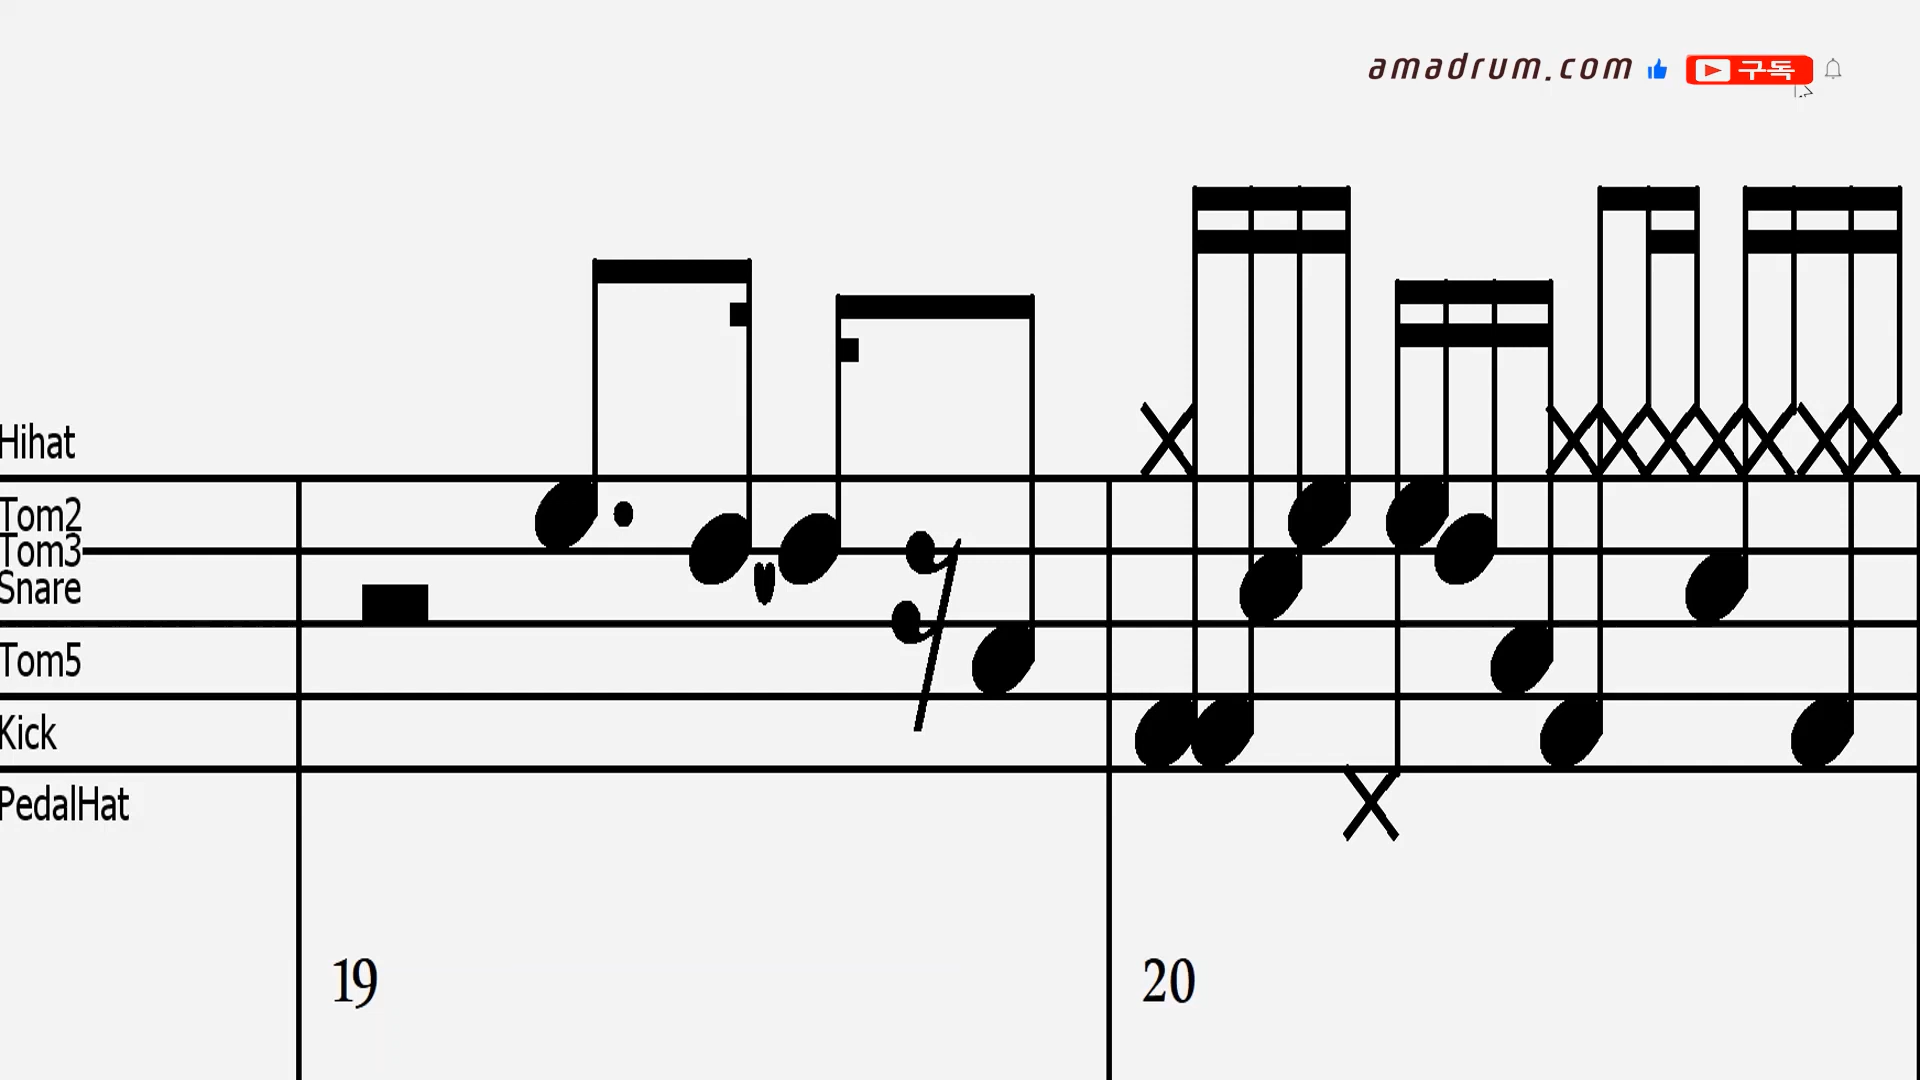 amadrum.com 구독
Hihat
Tom2
Tom3
Snare
Tom5
Kick
PedalHat
19 20